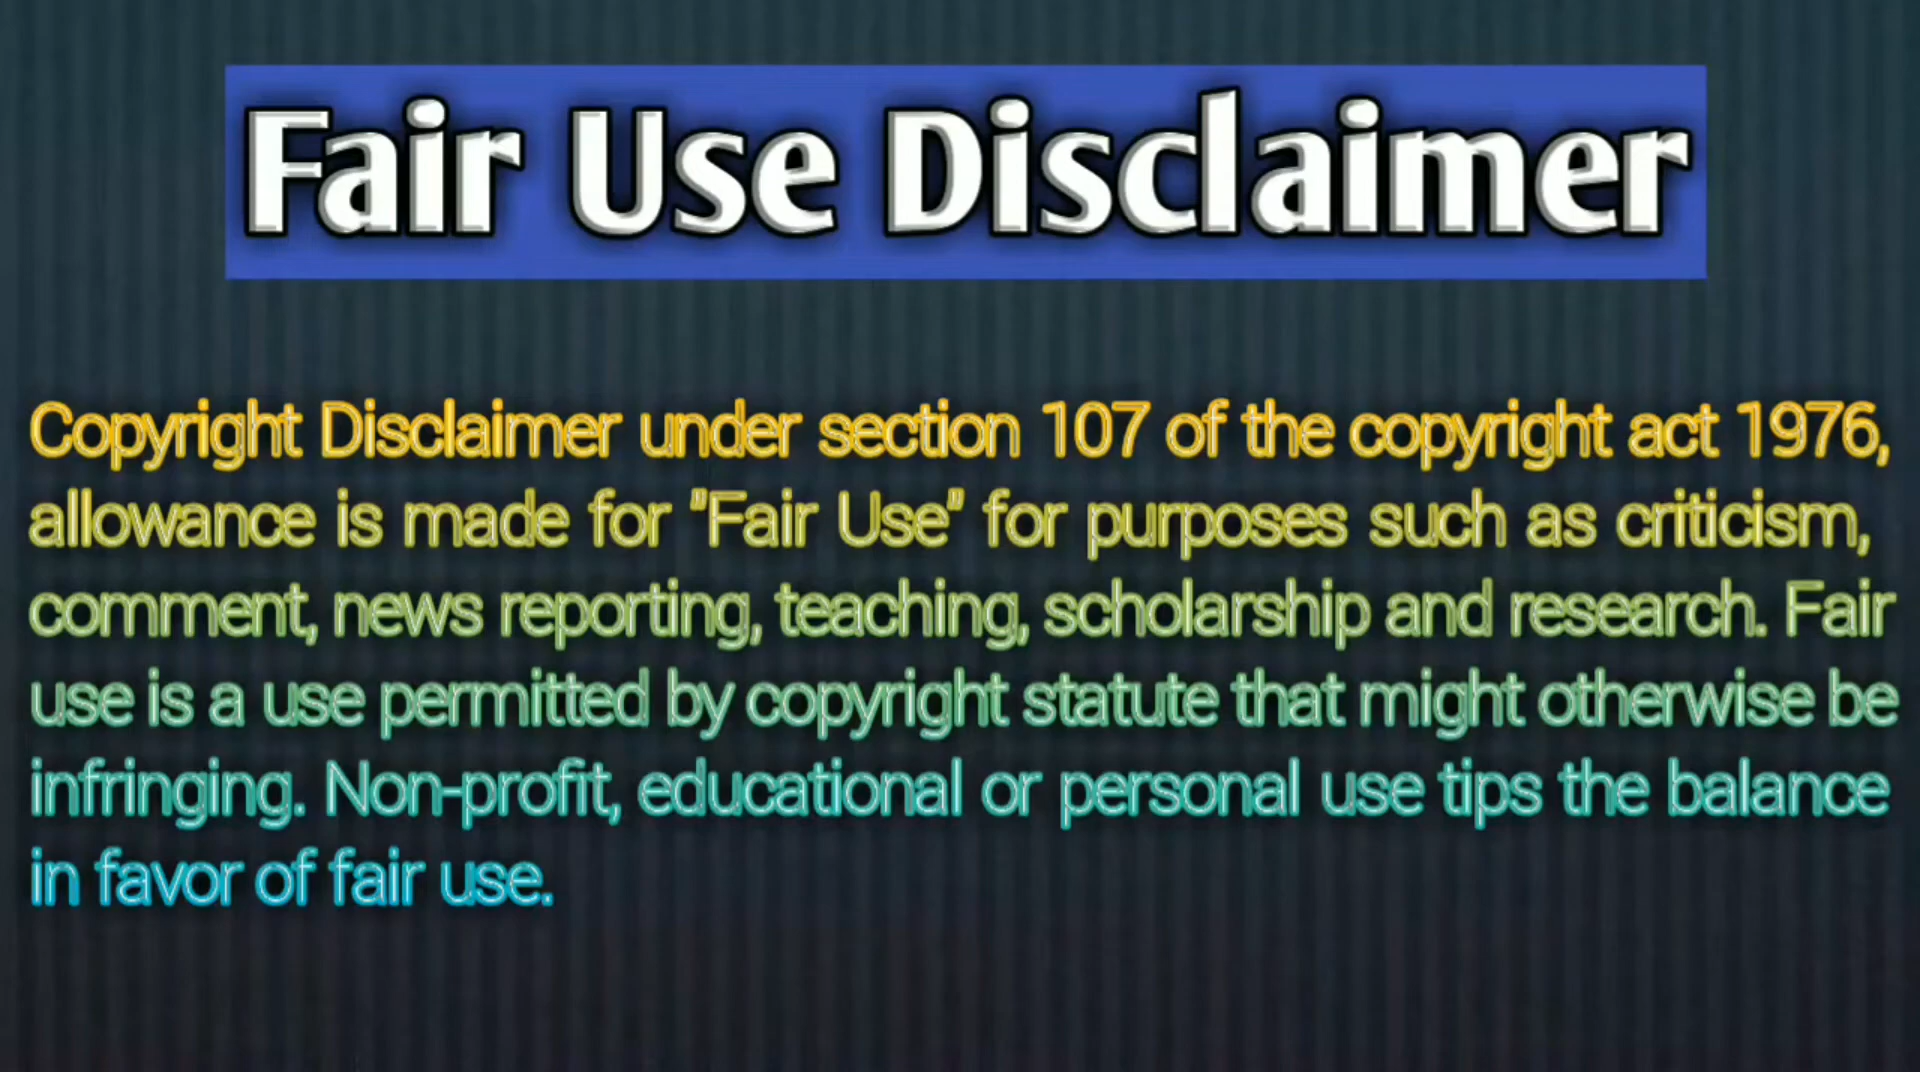 Fair Use Disclaimer
Copyright Disclaimer under section 107 of the copyright act 1976,
allowance is made for "Fair Use" for purposes such as criticism,
comment, news reporting, teaching, scholarship and research. Fair
use is a use permitted by copyright statute that might otherwise be
infringing. Non-profit, educational or personal use tips the balance
in favor of fair use.